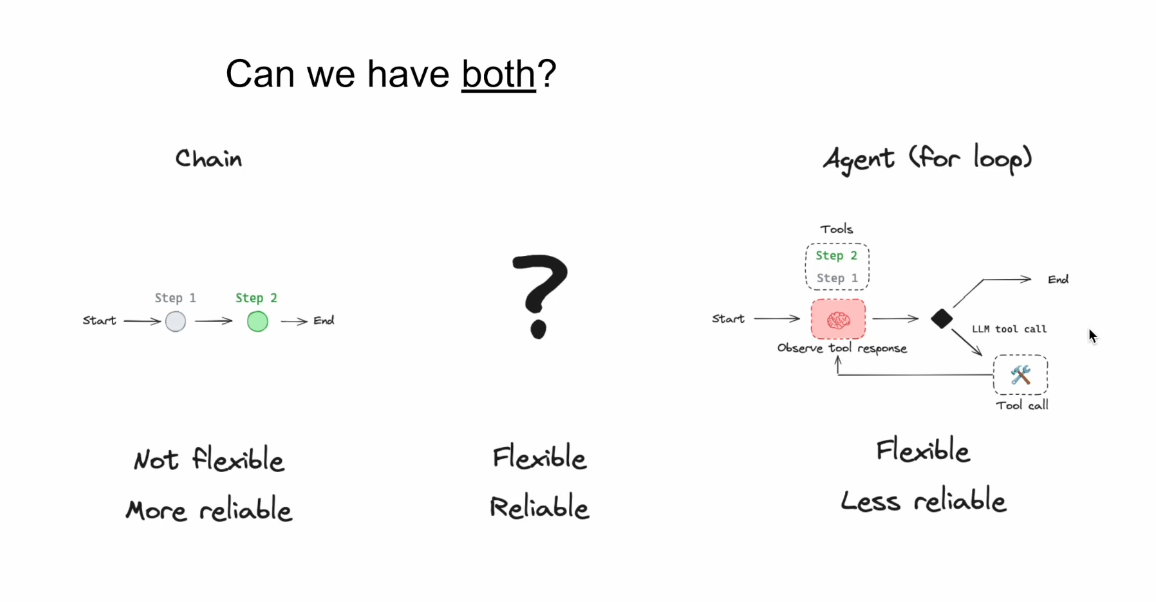 Can we have both?
Chain
Agent (for loop)
Tools
Step 2
Step 1
Step 1
Step 2
Start
End
Start
End
LLM tool call
Observe tool response
Tool call
Not flexible
More reliable
?
Flexible
Reliable
Flexible
Less reliable